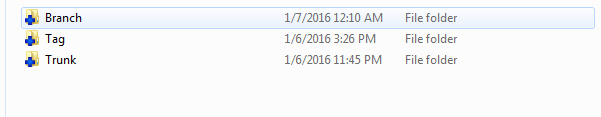 Branch 1/7/2016 12:10 AM File folder
Tag 1/6/2016 3:26 PM File folder
Trunk 1/6/2016 11:45 PM File folder